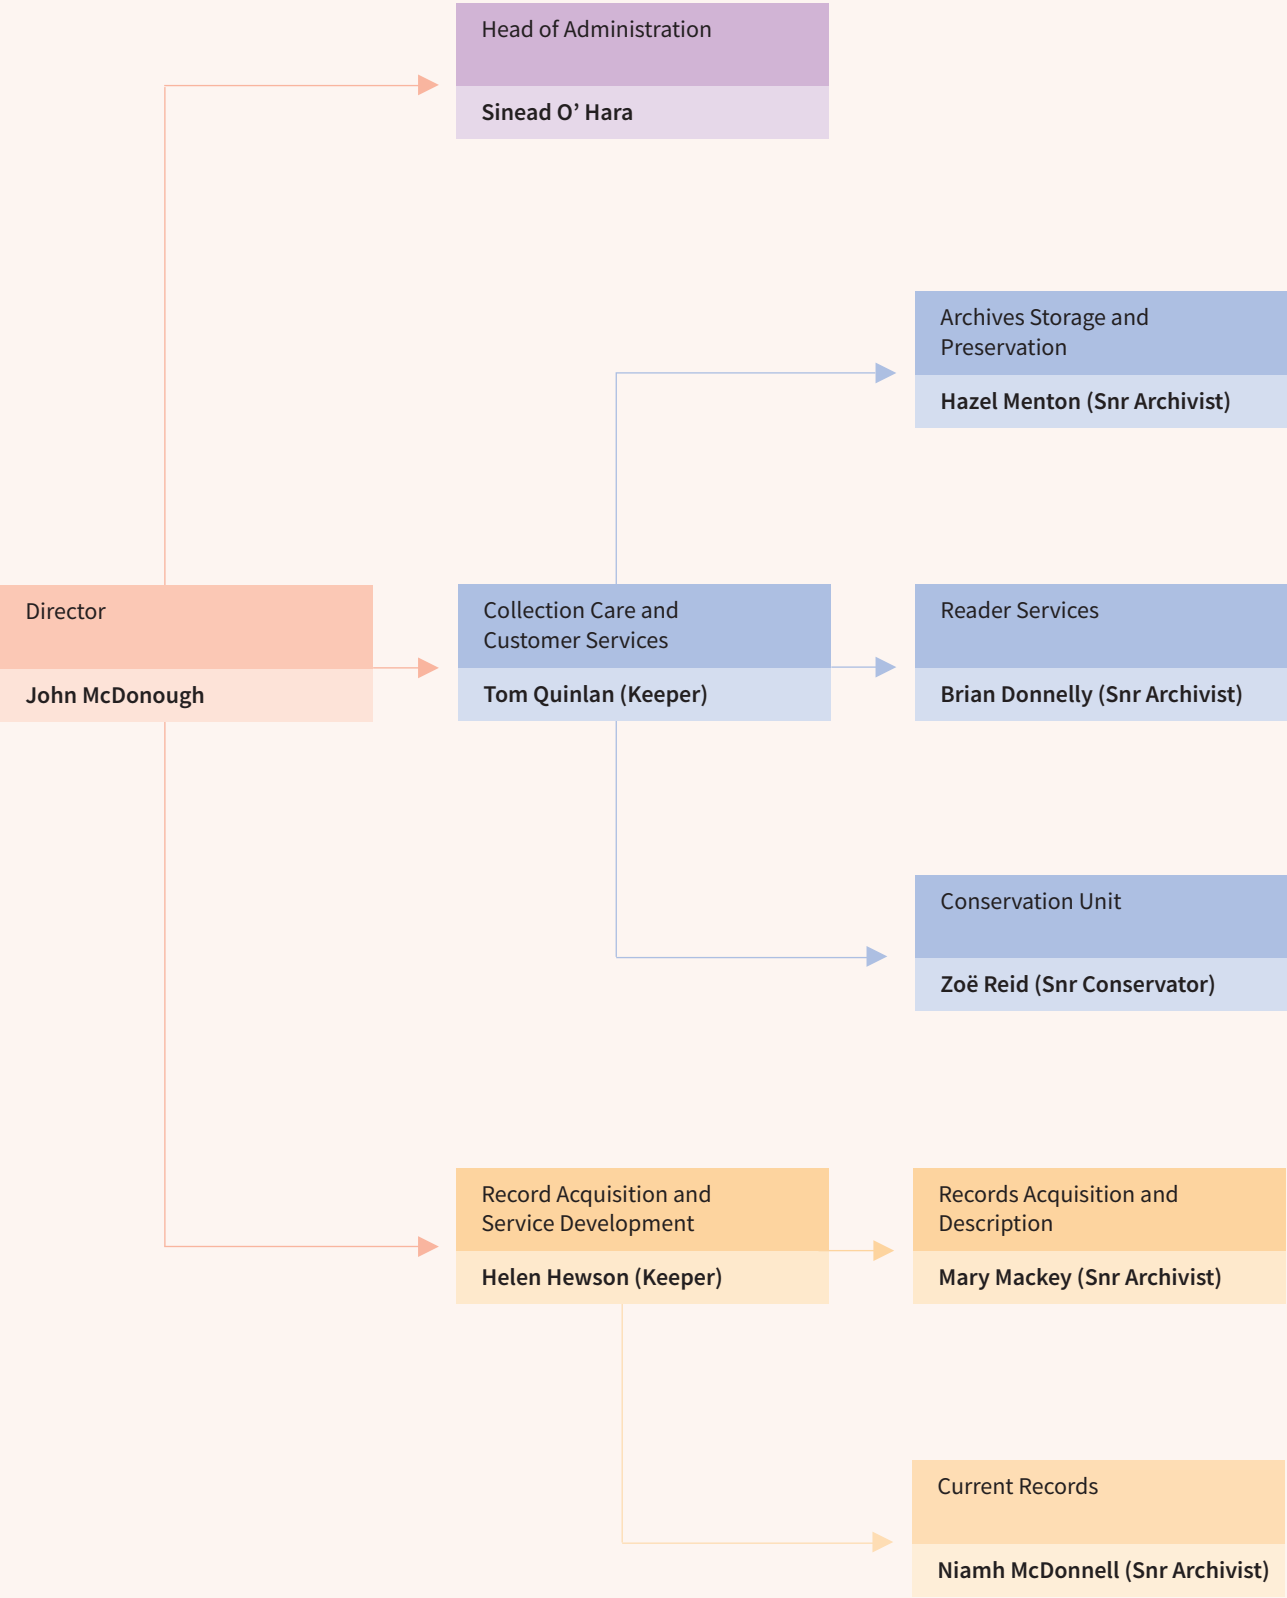 Head of Administration
Sinead O’ Hara
Archives Storage and
Preservation
Hazel Menton (Snr Archivist)
Director
John McDonough
Collection Care and
Customer Services
Tom Quinlan (Keeper)
Reader Services
Brian Donnelly (Snr Archivist)
Conservation Unit
Zoë Reid (Snr Conservator)
Record Acquisition and
Service Development
Helen Hewson (Keeper)
Records Acquisition and
Description
Mary Mackey (Snr Archivist)
Current Records
Niamh McDonnell (Snr Archivist)